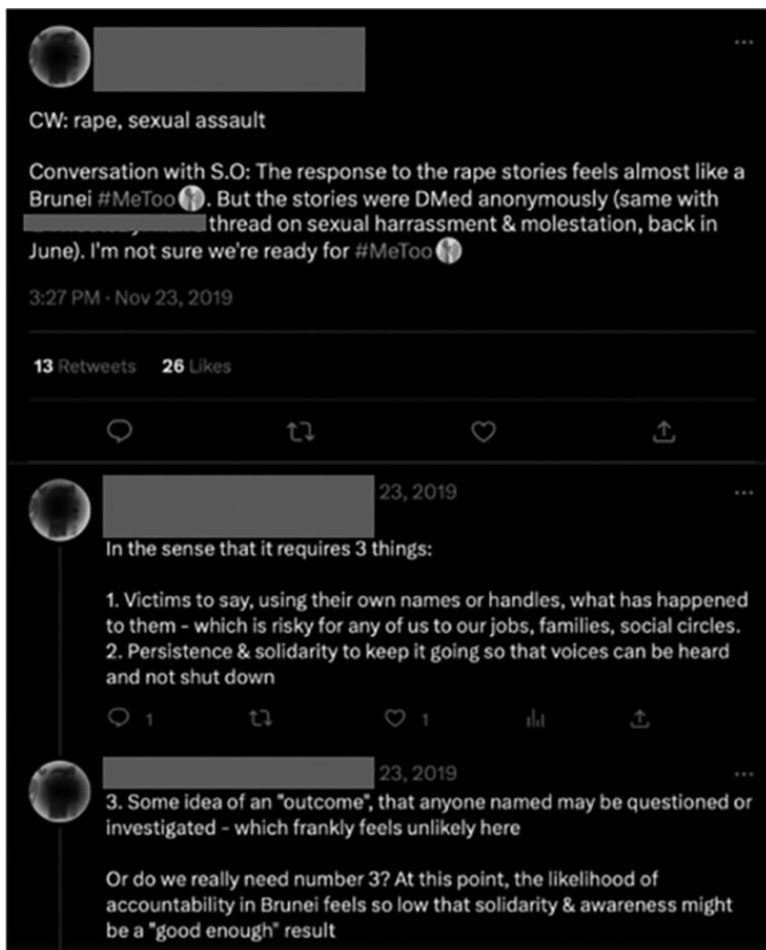 CW: rape, sexual assault
Conversation with S.O: The response to the rape stories feels almost like a
Brunei #MeToo. But the stories were DMed anonymously (same with
thread on sexual harrassment & molestation, back in
June). I'm not sure we're ready for #MeToo
3:27 PM · Nov 23, 2019
13 Retweets 26 Likes
23, 2019
In the sense that it requires 3 things:
1. Victims to say, using their own names or handles, what has happened
to them - which is risky for any of us to our jobs, families, social circles.
2. Persistence & solidarity to keep it going so that voices can be heard
and not shut down
1 1
23, 2019
3. Some idea of an "outcome", that anyone named may be questioned or
investigated - which frankly feels unlikely here
Or do we really need number 3? At this point, the likelihood of
accountability in Brunei feels so low that solidarity & awareness might
be a "good enough" result